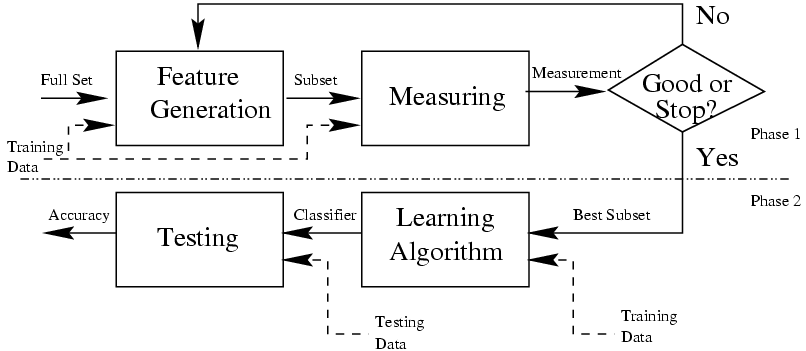 No
Full Set
Feature
Generation
Subset
Measuring
Measurement
Good or
Stop?
Training
Data
Phase 1
Yes
Phase 2
Accuracy
Testing
Classifier
Learning
Algorithm
Best Subset
Testing
Data
Training
Data